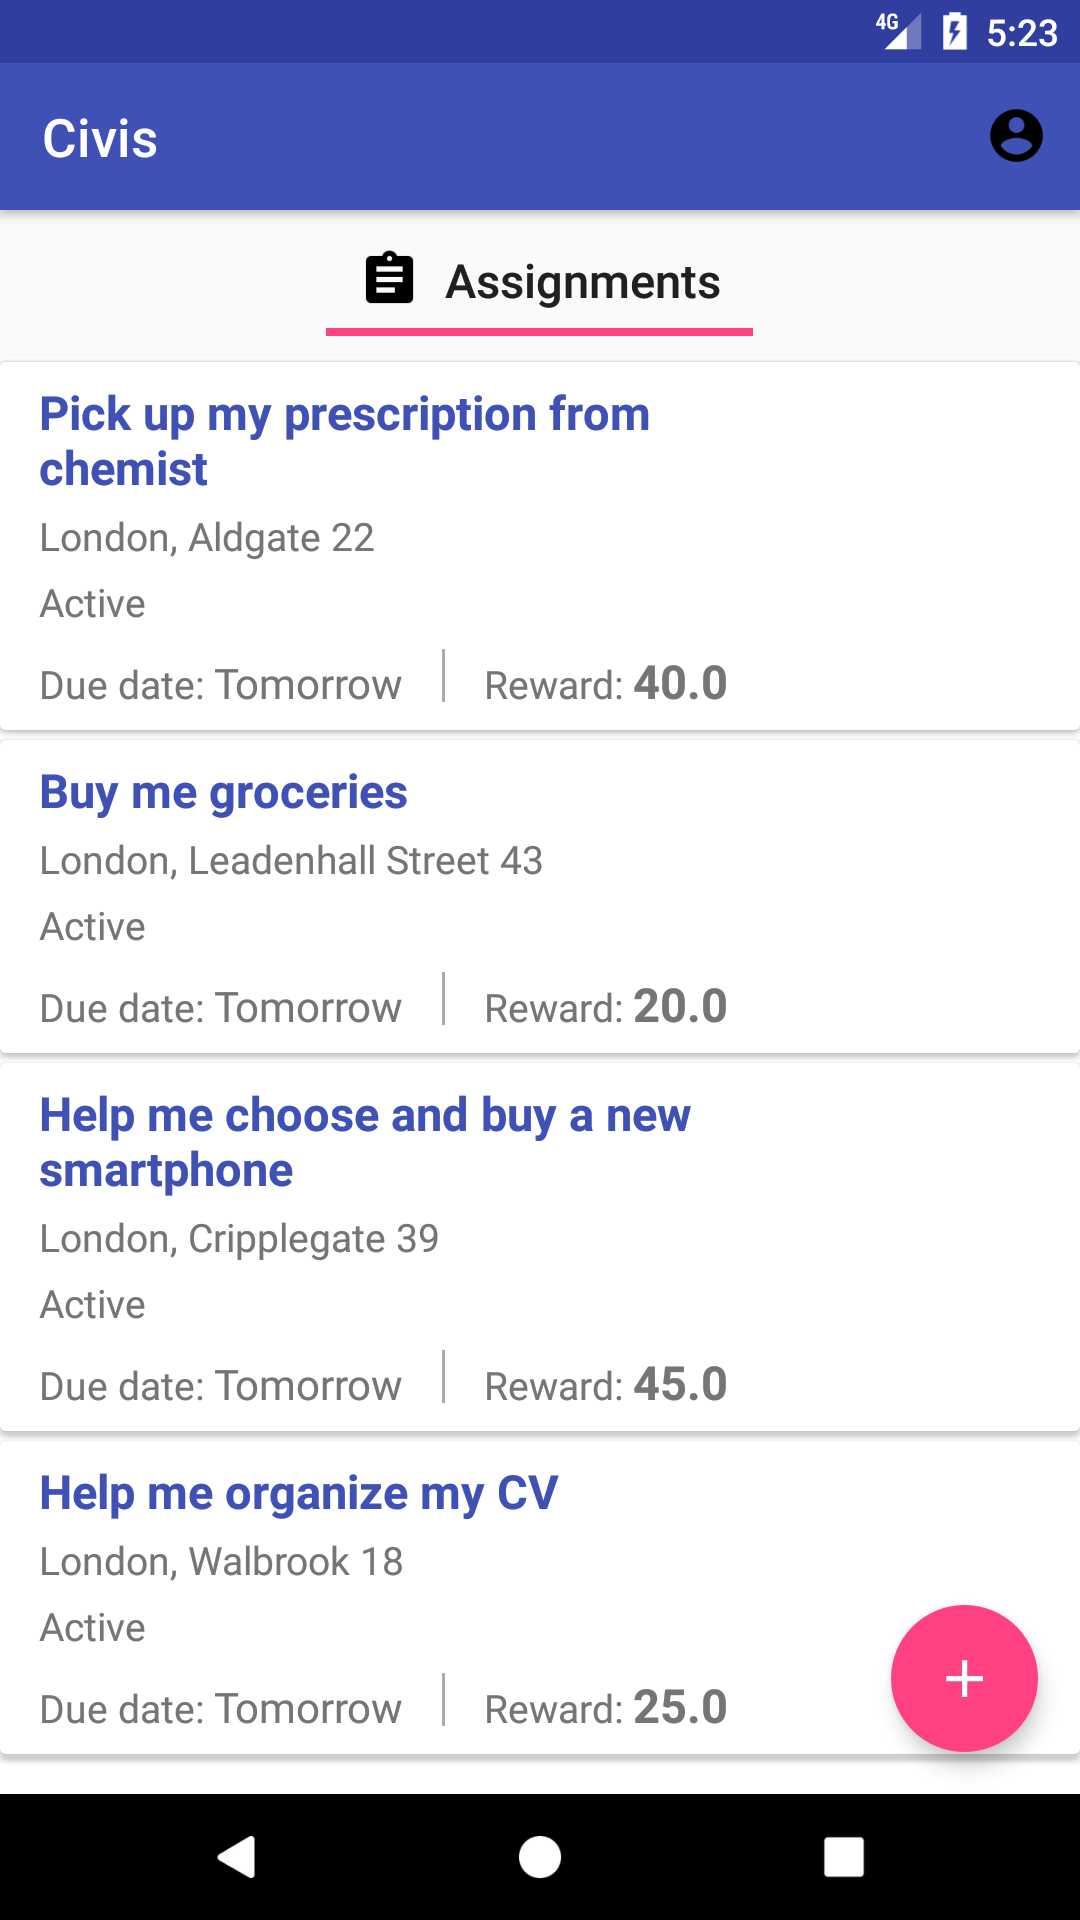 4G 5:23
Civis
Assignments
Pick up my prescription from
chemist
London, Aldgate 22
Active
Due date: Tomorrow Reward: 40.0
Buy me groceries
London, Leadenhall Street 43
Active
Due date: Tomorrow Reward: 20.0
Help me choose and buy a new
smartphone
London, Cripplegate 39
Active
Due date: Tomorrow Reward: 45.0
Help me organize my CV
London, Walbrook 18
Active
Due date: Tomorrow Reward: 25.0